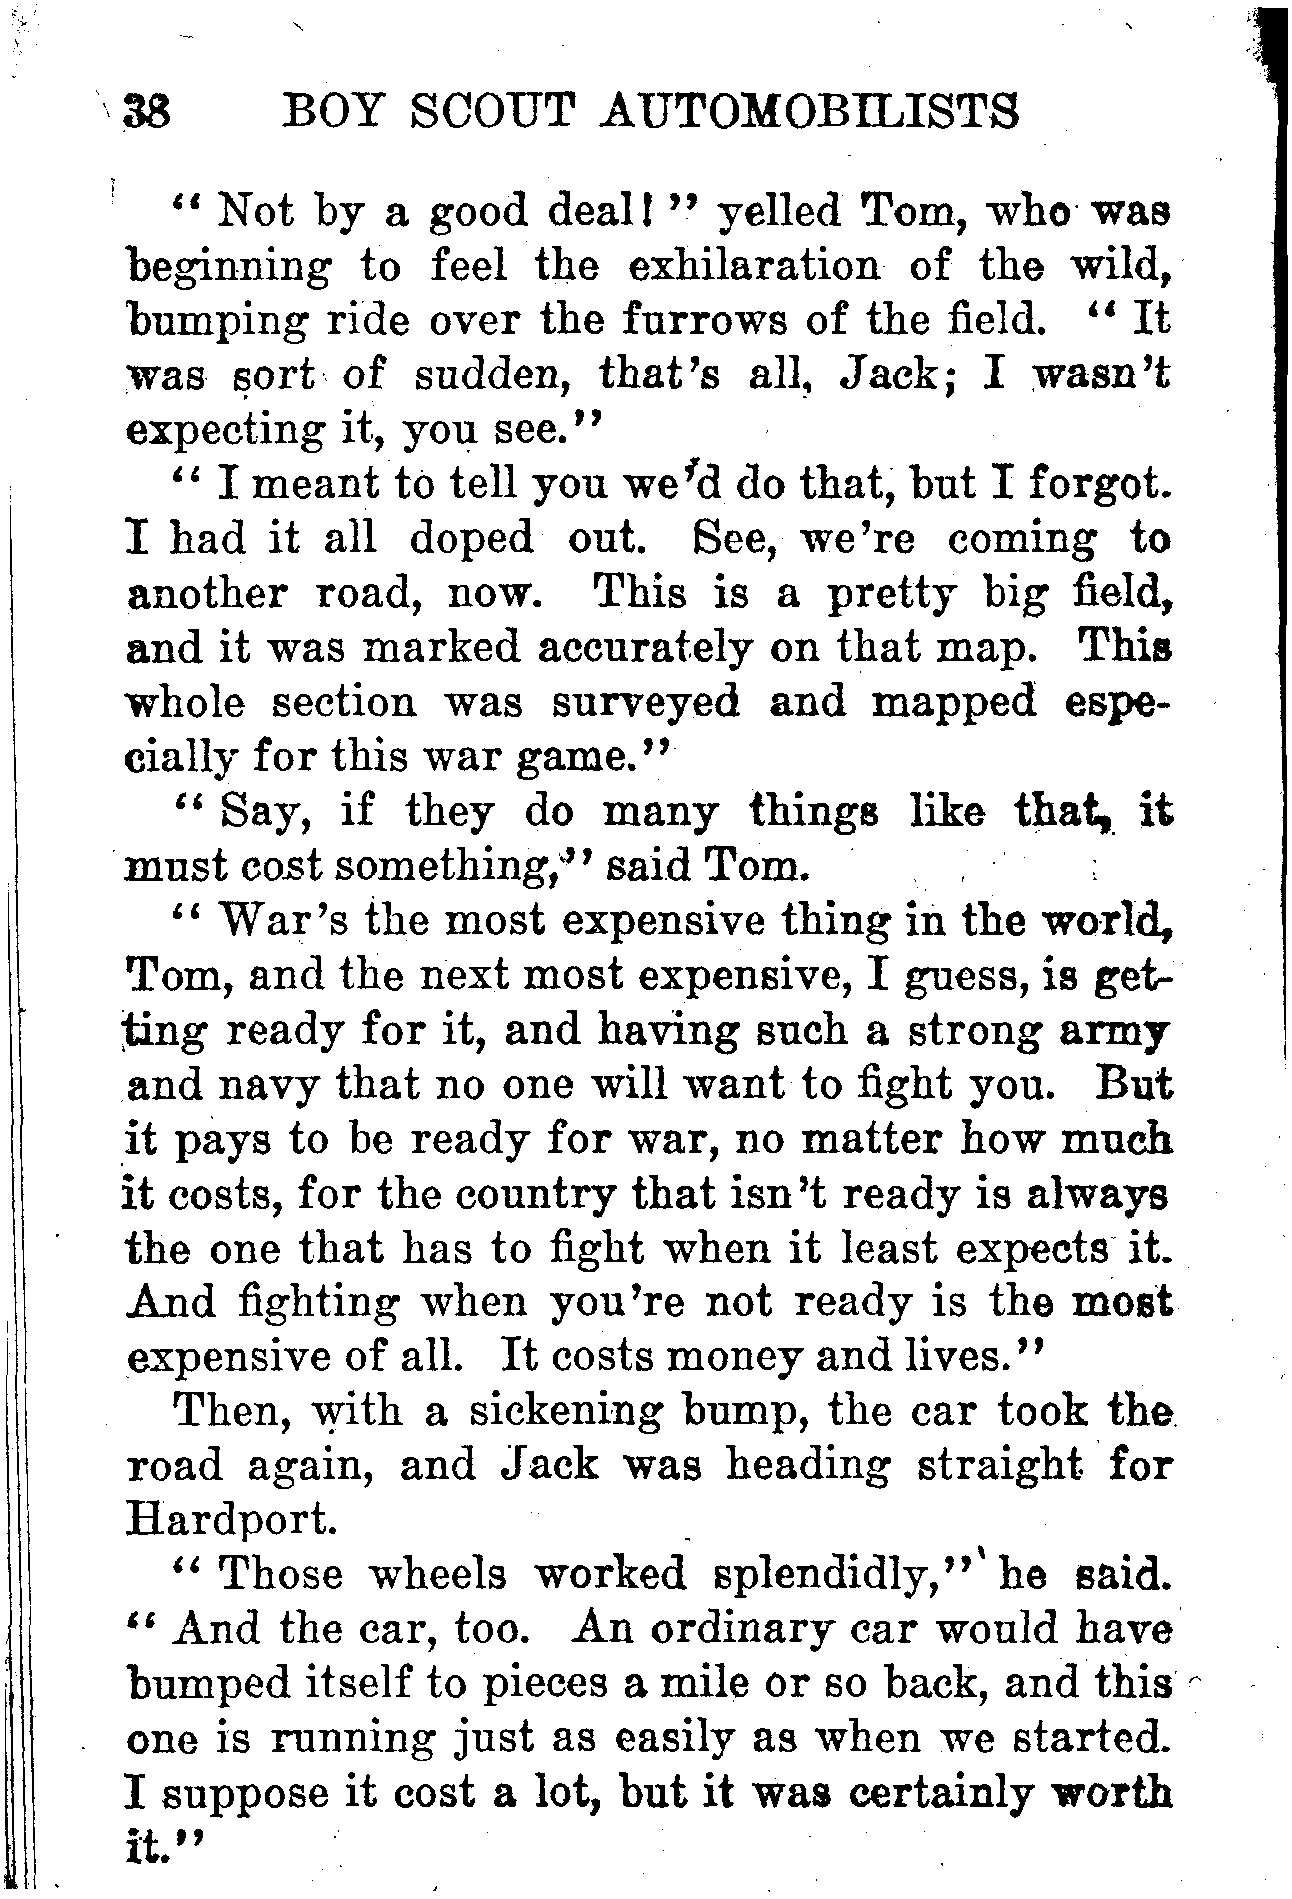 38 BOY SCOUT AUTOMOBILISTS
“ Not by a good deal! ” yelled Tom, who was
beginning to feel the exhilaration of the wild,
bumping ride over the furrows of the field. “ It
was sort of sudden, that’s all, Jack; I wasn’t
expecting it, you see.”
“ I meant to tell you we’d do that, but I forgot.
I had it all doped out. See, we’re coming to
another road, now. This is a pretty big field,
and it was marked accurately on that map. This
whole section was surveyed and mapped espe-
cially for this war game.”
“ Say, if they do many things like that, it
must cost something,” said Tom.
“ War’s the most expensive thing in the world,
Tom, and the next most expensive, I guess, is get-
ting ready for it, and having such a strong army
and navy that no one will want to fight you. But
it pays to be ready for war, no matter how much
it costs, for the country that isn’t ready is always
the one that has to fight when it least expects it.
And fighting when you’re not ready is the most
expensive of all. It costs money and lives.”
Then, with a sickening bump, the car took the
road again, and Jack was heading straight for
Hardport.
“ Those wheels worked splendidly,” he said.
“ And the car, too. An ordinary car would have
bumped itself to pieces a mile or so back, and this
one is running just as easily as when we started.
I suppose it cost a lot, but it was certainly worth
it.”